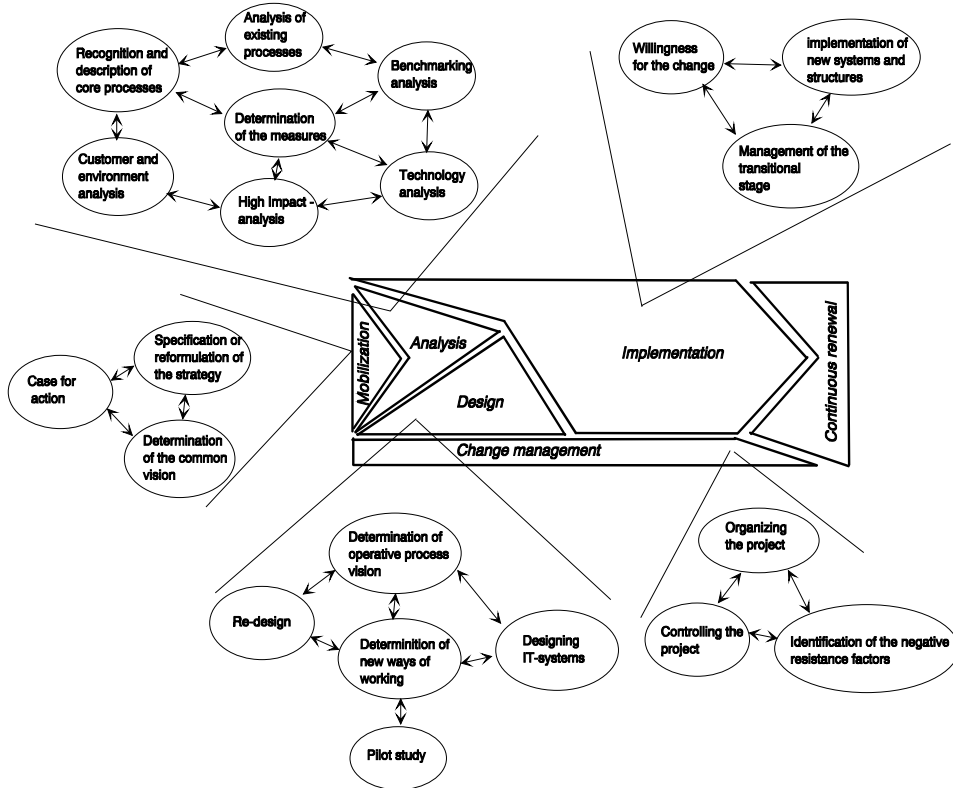 Analysis of
existing
processes
Recognition and
description of
core processes
Benchmarking
analysis
Determination
of the measures
Customer and
environment
analysis
High Impact -
analysis
Technology
analysis
Willingness
for the change
implementation of
new systems and
structures
Management of the
transitional
stage
Specification or
reformulation of
the strategy
Case for
action
Determination
of the common
vision
Mobilization
Analysis
Design
Implementation
Continuous renewal
Change management
Determination of
operative process
vision
Re-design
Determinition of
new ways of
working
Designing
IT-systems
Pilot study
Organizing
the project
Controlling the
project
Identification of the negative
resistance factors